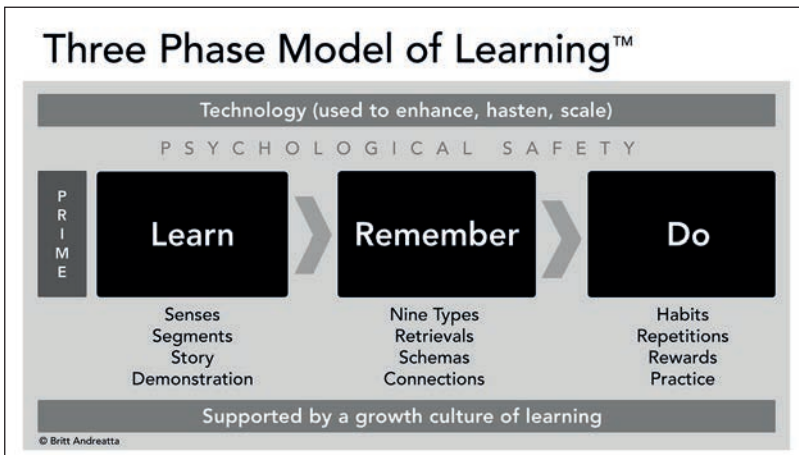 Three Phase Model of Learning™
Technology (used to enhance, hasten, scale)
PSYCHOLOGICAL SAFETY
PRIME
Learn
Remember
Do
Senses
Segments
Story
Demonstration
Nine Types
Retrievals
Schemas
Connections
Habits
Repetitions
Rewards
Practice
Supported by a growth culture of learning
© Britt Andreatta